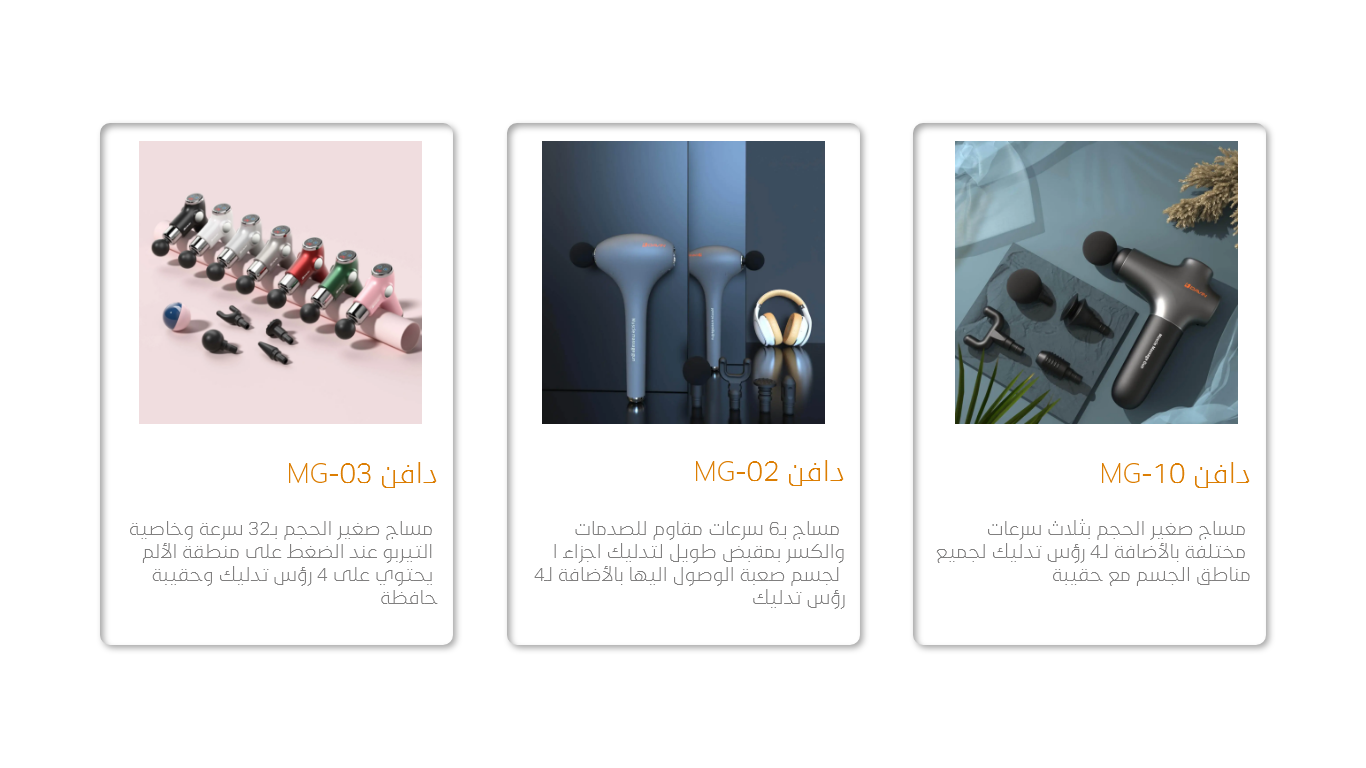 دافن MG-10
مساج صغير الحجم بثلاث سرعات
مختلفة بالأضافة لـ4 رؤس تدليك لجميع
مناطق الجسم مع حقيبة
دافن MG-02
مساج بـ6 سرعات مقاوم للصدمات
والكسر بمقبض طويل لتدليك اجزاء ا
لجسم صعبة الوصول اليها بالأضافة لـ4
رؤس تدليك
دافن MG-03
مساج صغير الحجم بـ32 سرعة وخاصية
التيربو عند الضغط على منطقة الألم
يحتوي على 4 رؤس تدليك وحقيبة
حافظة